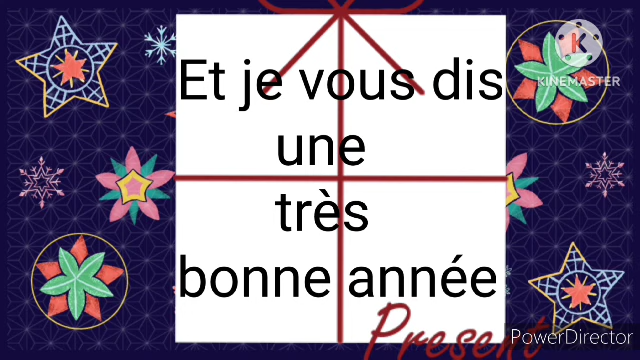 Et je vous dis
une
très
bonne année
Present
KINEMASTER
PowerDirector